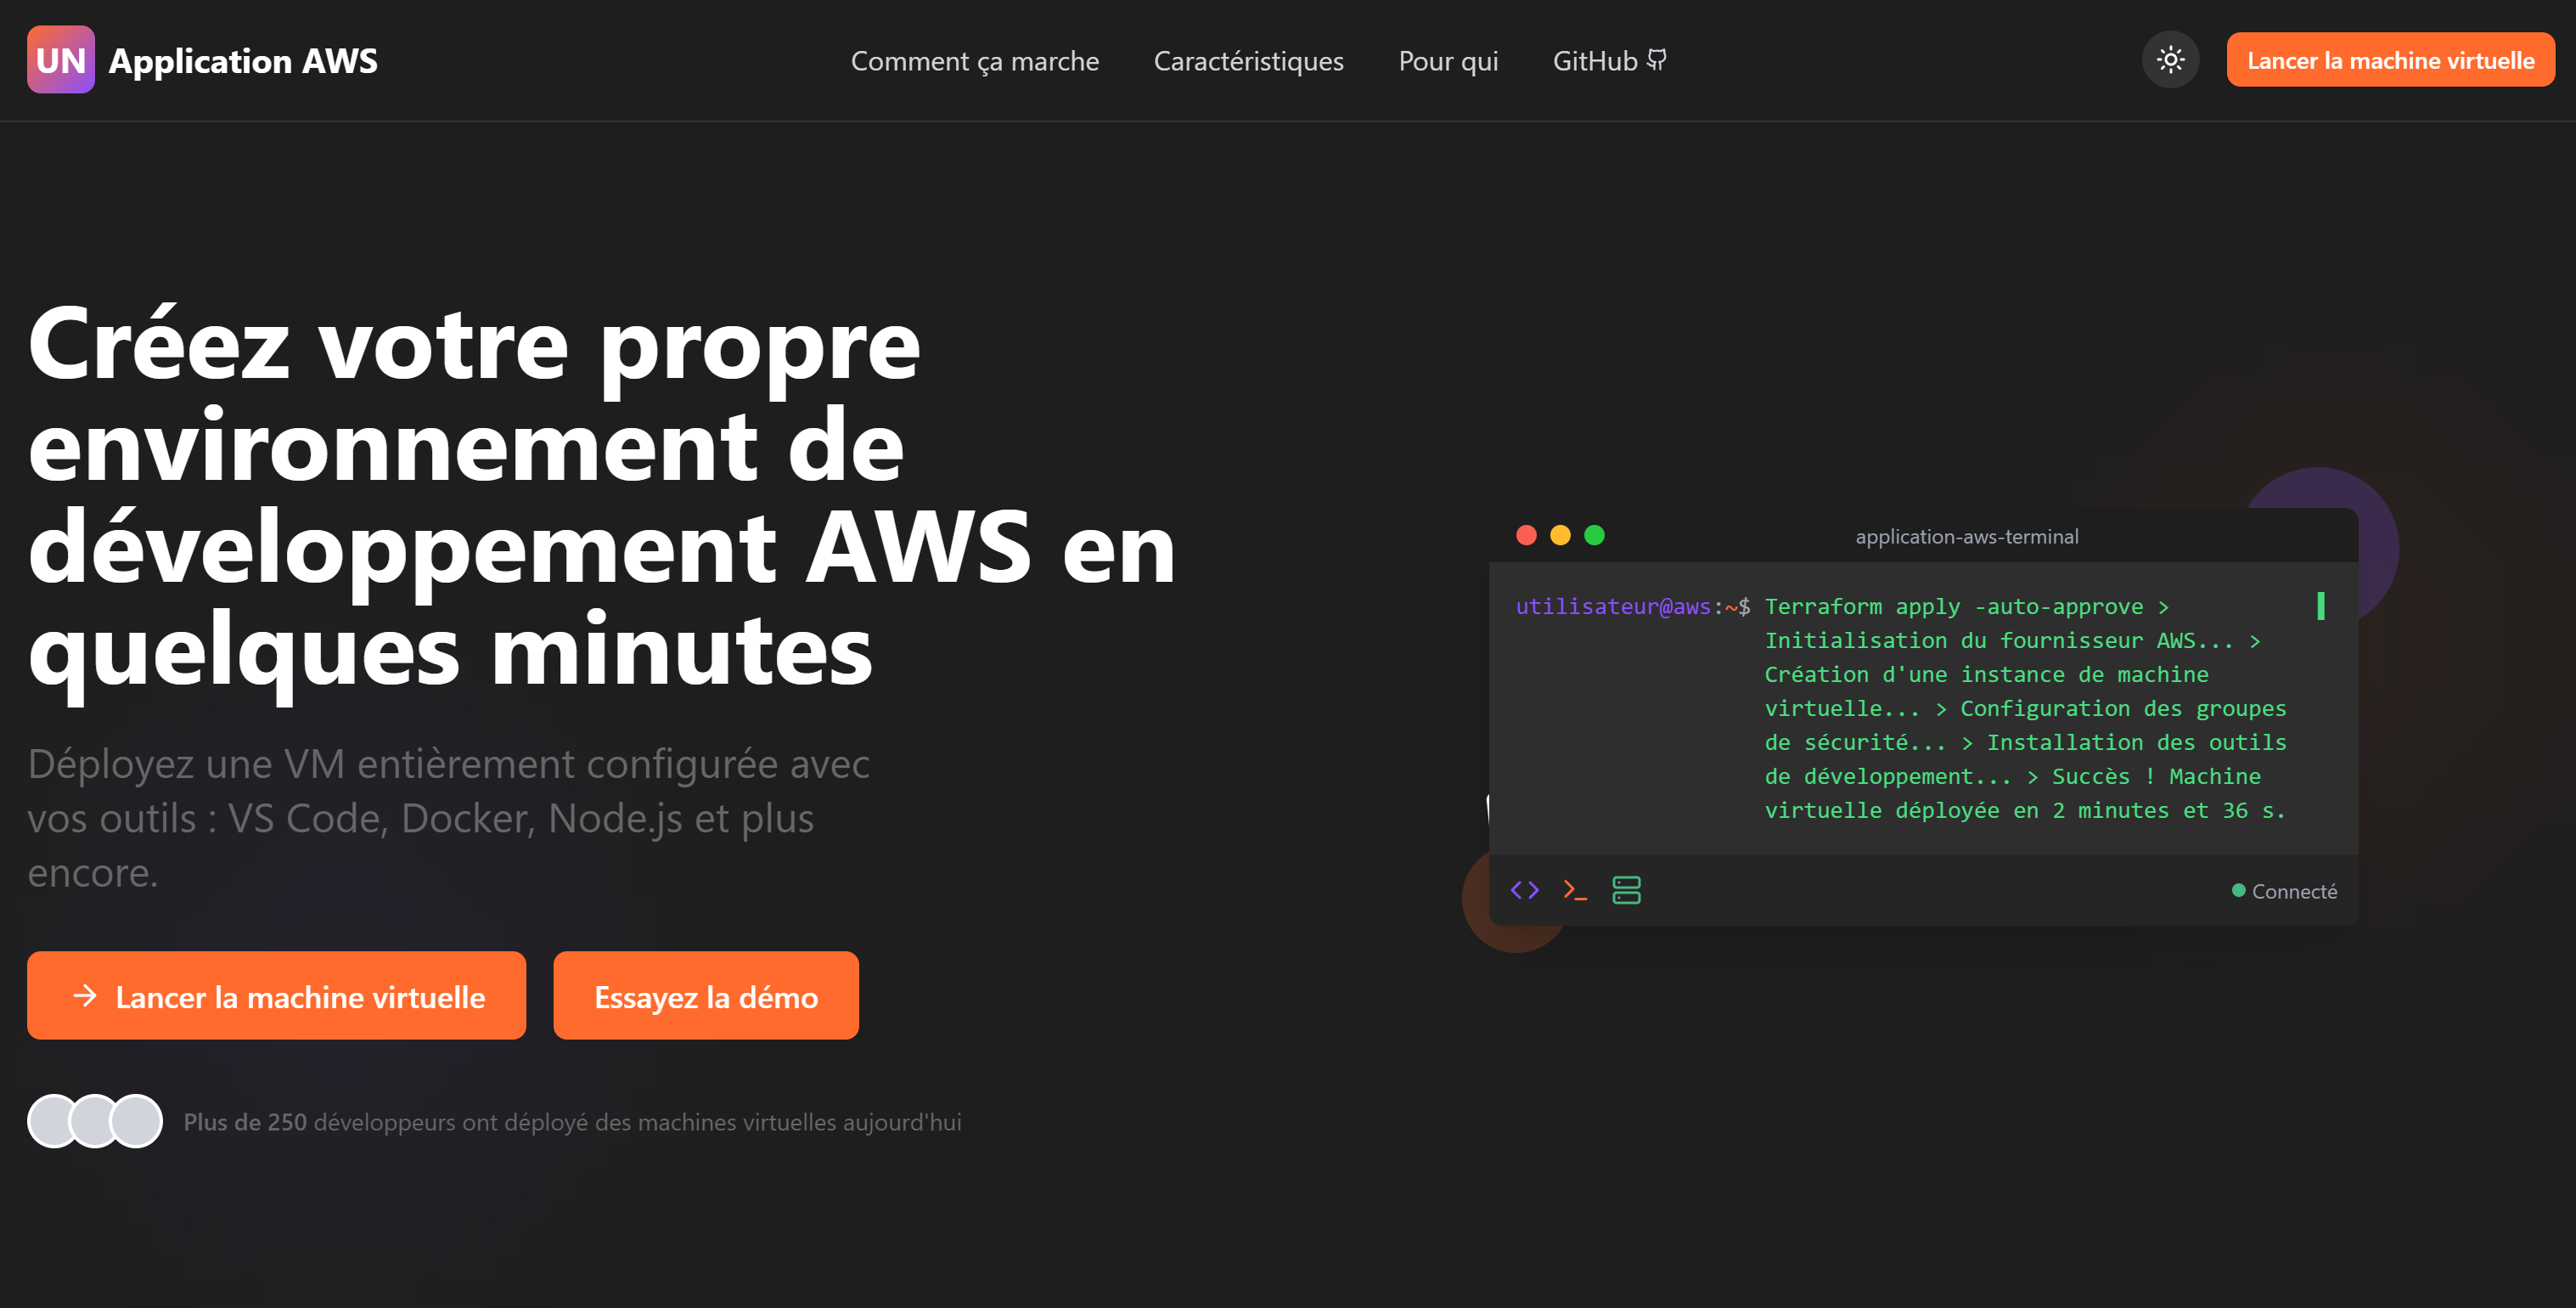 UN Application AWS
Comment ça marche
Caractéristiques
Pour qui
GitHub
Lancer la machine virtuelle
Créez votre propre
environnement de
développement AWS en
quelques minutes
Déployez une VM entièrement configurée avec
vos outils : VS Code, Docker, Node.js et plus
encore.
Lancer la machine virtuelle
Essayez la démo
Plus de 250 développeurs ont déployé des machines virtuelles aujourd'hui
application-aws-terminal
utilisateur@aws:~$ Terraform apply -auto-approve >
Initialisation du fournisseur AWS... >
Création d'une instance de machine
virtuelle... > Configuration des groupes
de sécurité... > Installation des outils
de développement... > Succès ! Machine
virtuelle déployée en 2 minutes et 36 s.
Connecté